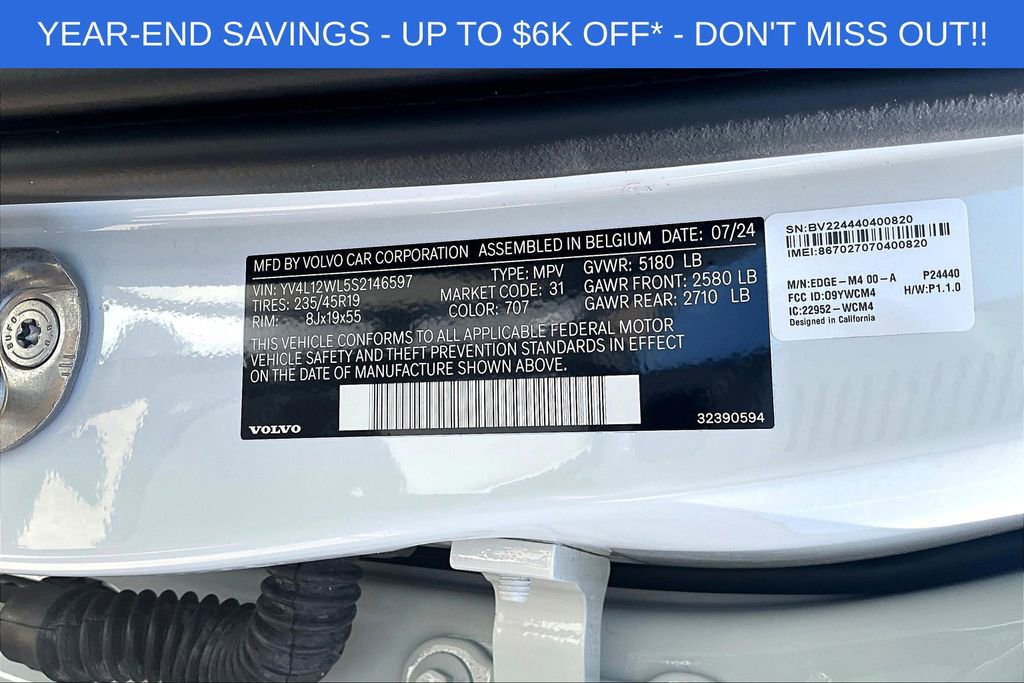 YEAR-END SAVINGS - UP TO $6K OFF* - DON'T MISS OUT!!
MFD BY VOLVO CAR CORPORATION ASSEMBLED IN BELGIUM DATE: 07/24
VIN: YV4L12WL5S2146597 TYPE: MPV GVWR: 5180 LB
TIRES: 235/45R19 MARKET CODE: 31 GAWR FRONT: 2580 LB
RIM: 8Jx19x55 COLOR: 707 GAWR REAR: 2710 LB
THIS VEHICLE CONFORMS TO ALL APPLICABLE FEDERAL MOTOR
VEHICLE SAFETY AND THEFT PREVENTION STANDARDS IN EFFECT
ON THE DATE OF MANUFACTURE SHOWN ABOVE.
VOLVO 32390594
SN:BV224440400820
IMEI:867027070400820
M/N:EDGE-M4 00-A P24440
FCC ID:09YWCM4 H/W:P1.1.0
IC:22952-WCM4
Designed in California
BUFO